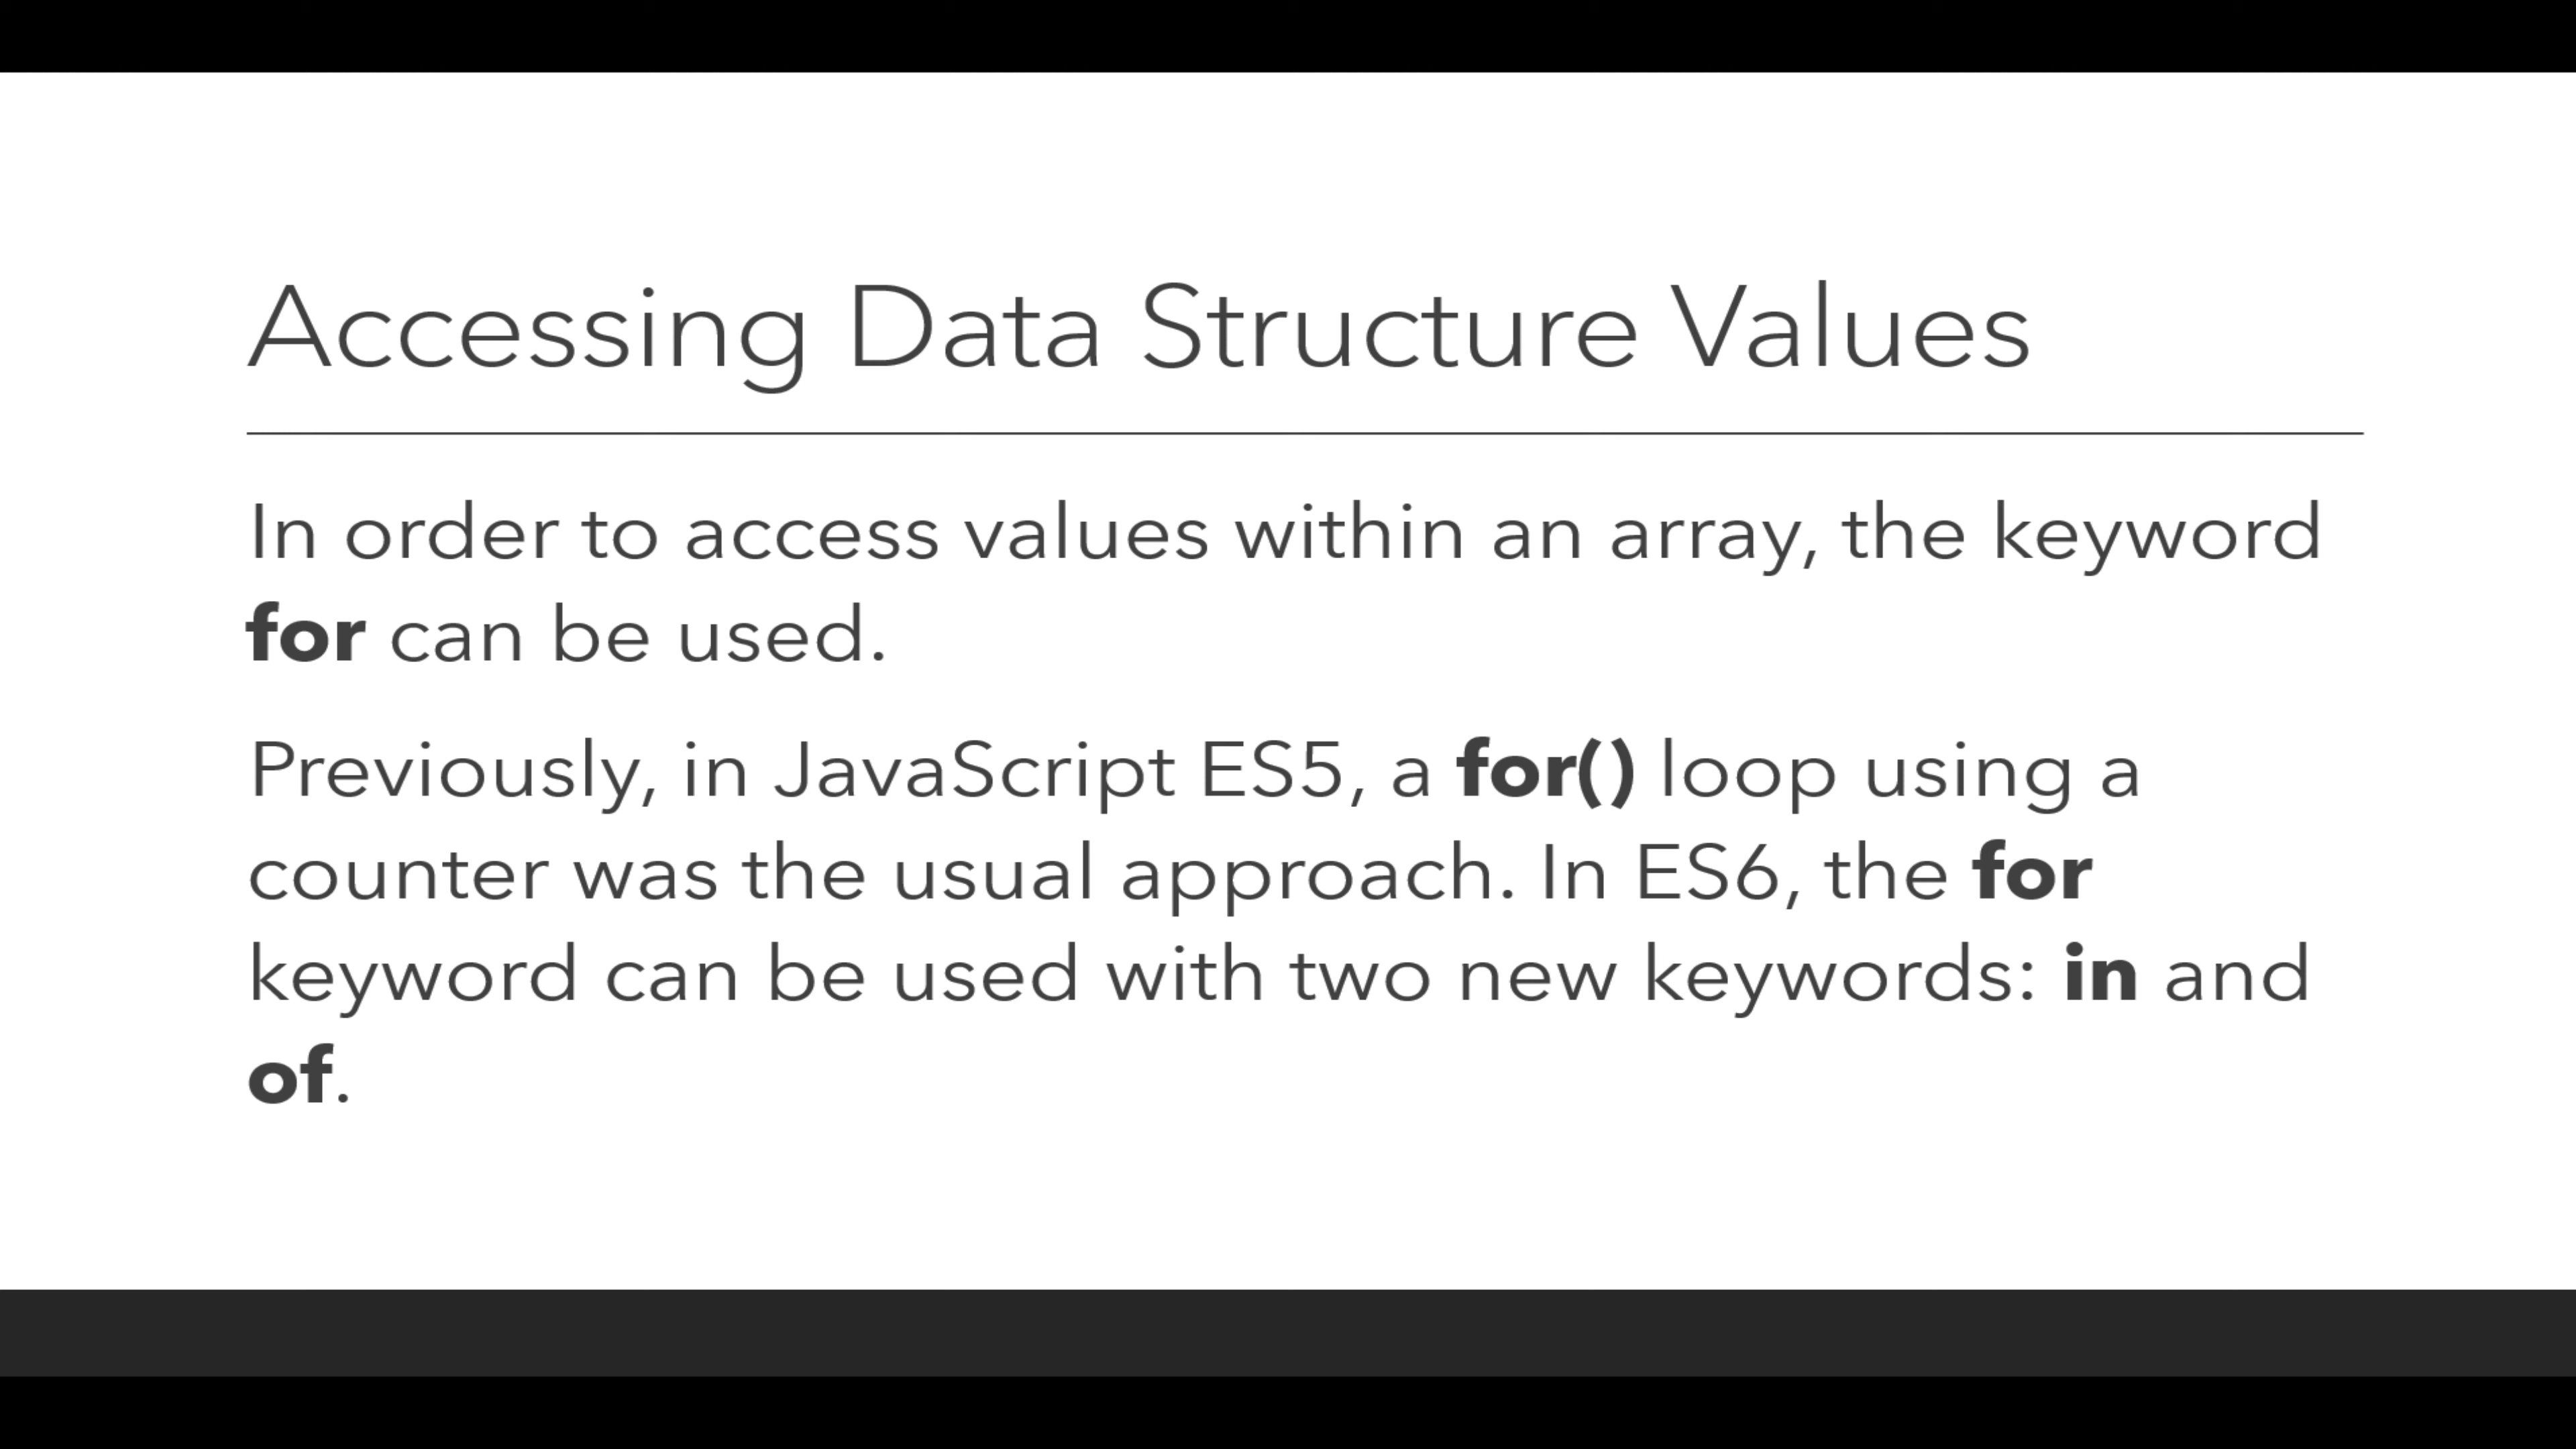 Accessing Data Structure Values
In order to access values within an array, the keyword
for can be used.
Previously, in JavaScript ES5, a for() loop using a
counter was the usual approach. In ES6, the for
keyword can be used with two new keywords: in and
of.